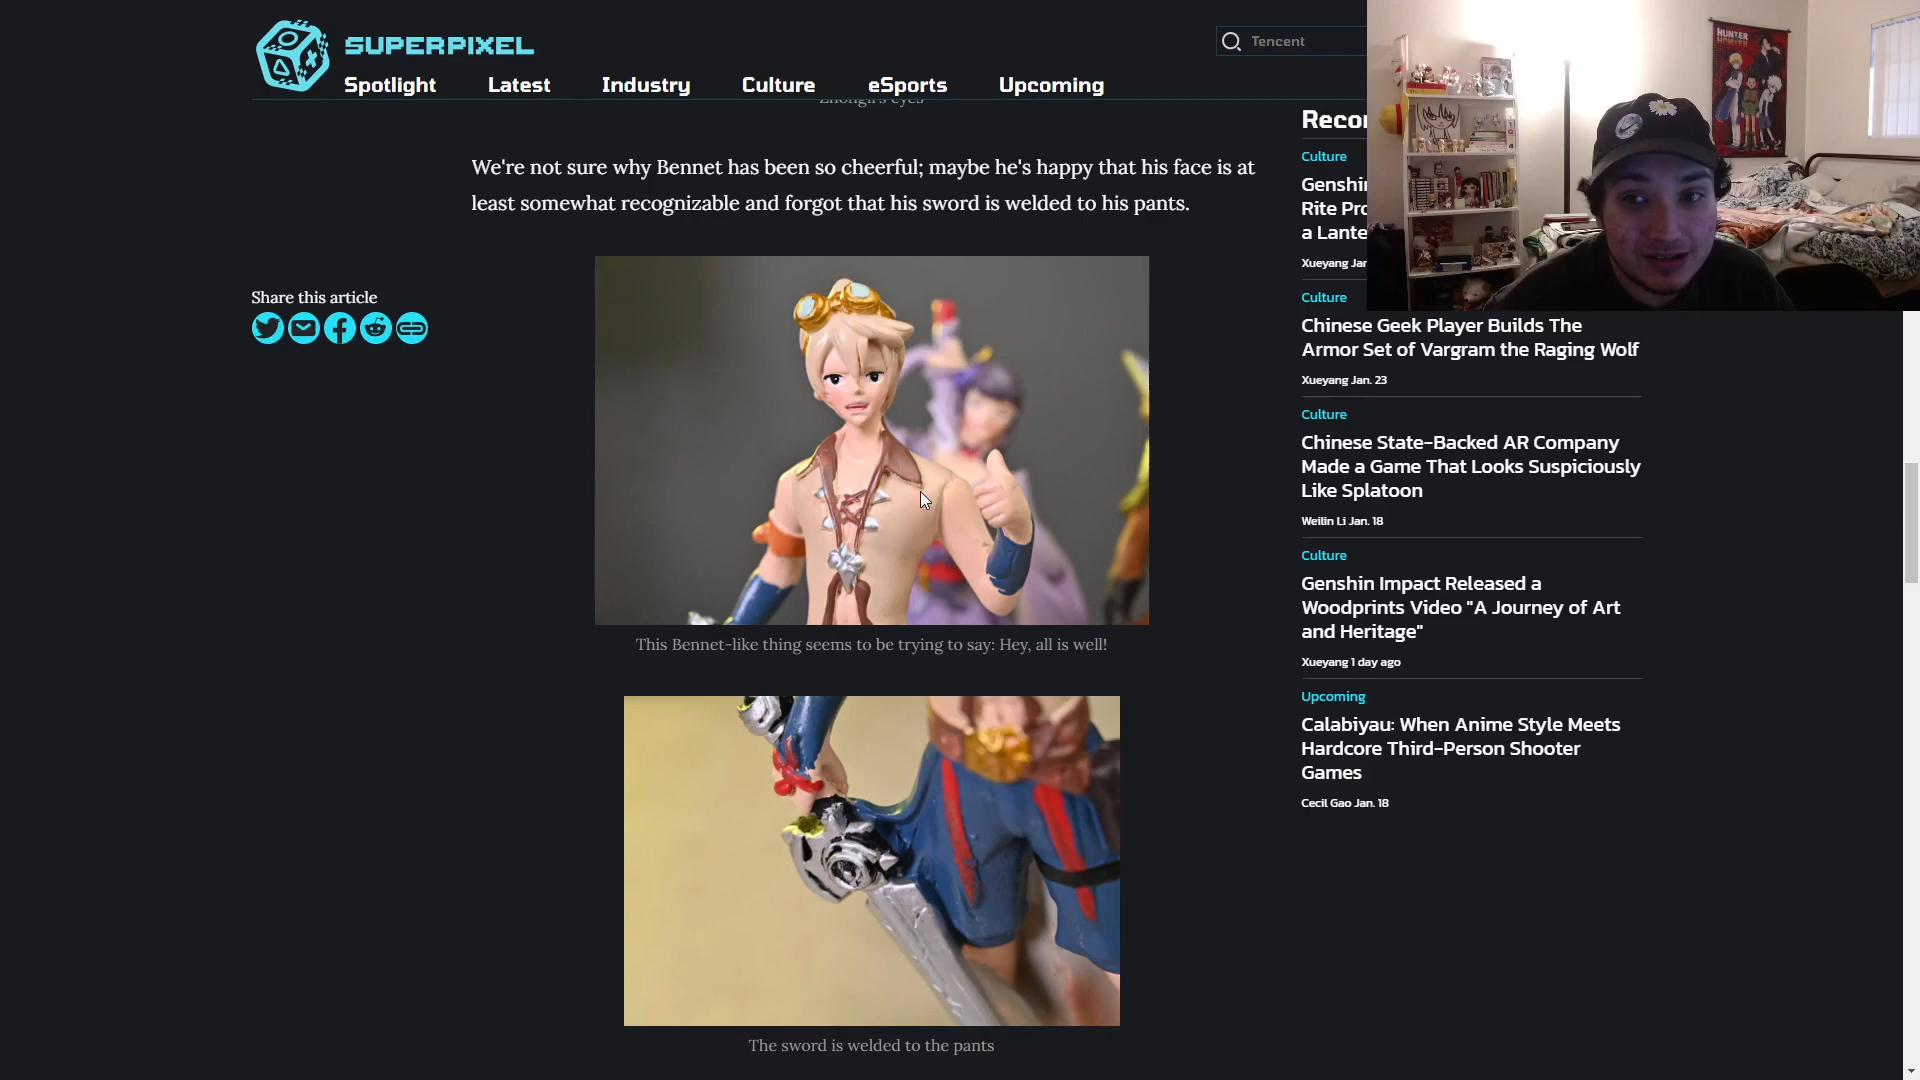 SUPERPIXEL
Tencent
Spotlight
Latest
Industry
Culture
eSports
Upcoming
Zhongli's eyes
We're not sure why Bennet has been so cheerful; maybe he's happy that his face is at
least somewhat recognizable and forgot that his sword is welded to his pants.
Share this article
This Bennet-like thing seems to be trying to say: Hey, all is well!
The sword is welded to the pants
Culture
Rite
a Lante
Xueyang Jan
Culture
Chinese Geek Player Builds The
Armor Set of Vargram the Raging Wolf
Xueyang Jan. 23
Culture
Chinese State-Backed AR Company
Made a Game That Looks Suspiciously
Like Splatoon
Weilin Li Jan. 18
Culture
Genshin Impact Released a
Woodprints Video "A Journey of Art
and Heritage"
Xueyang 1 day ago
Upcoming
Calabiyau: When Anime Style Meets
Hardcore Third-Person Shooter
Games
Cecil Gao Jan. 18
HUNTER